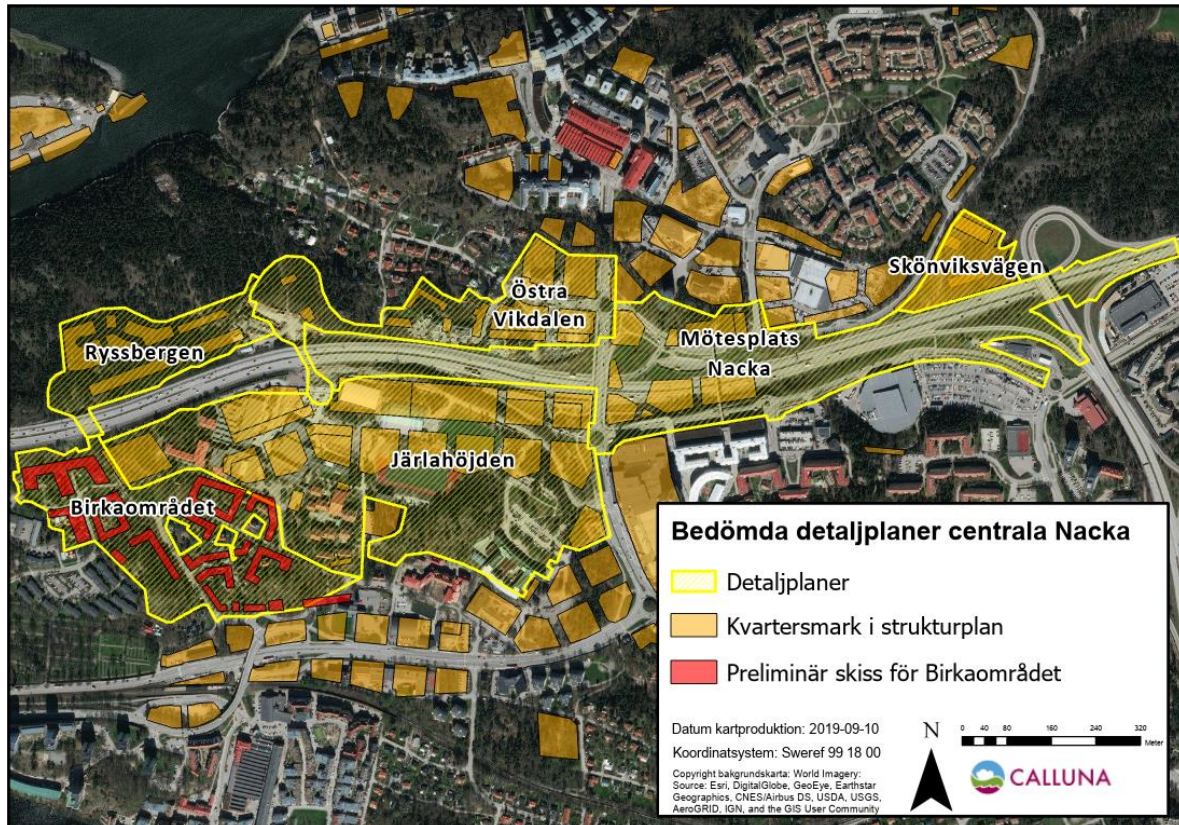 Skönviksvägen
Östra
Vikdalen
Mötesplats
Nacka
Ryssbergen
Järlahöjden
Birkaområdet
Bedömda detaljplaner centrala Nacka
Detaljplaner
Kvartersmark i strukturplan
Preliminär skiss för Birkaområdet
Datum kartproduktion: 2019-09-10
Koordinatsystem: Sweref 99 18 00
Copyright bakgrundskarta: World Imagery:
Source: Esri, DigitalGlobe, GeoEye, Earthstar
Geographics, CNES/Airbus DS, USDA, USGS,
AeroGRID, IGN, and the GIS User Community
N
0 40 80 160 240 320
Meter
CALLUNA